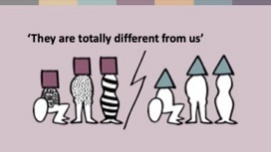 ‘They are totally different from us’